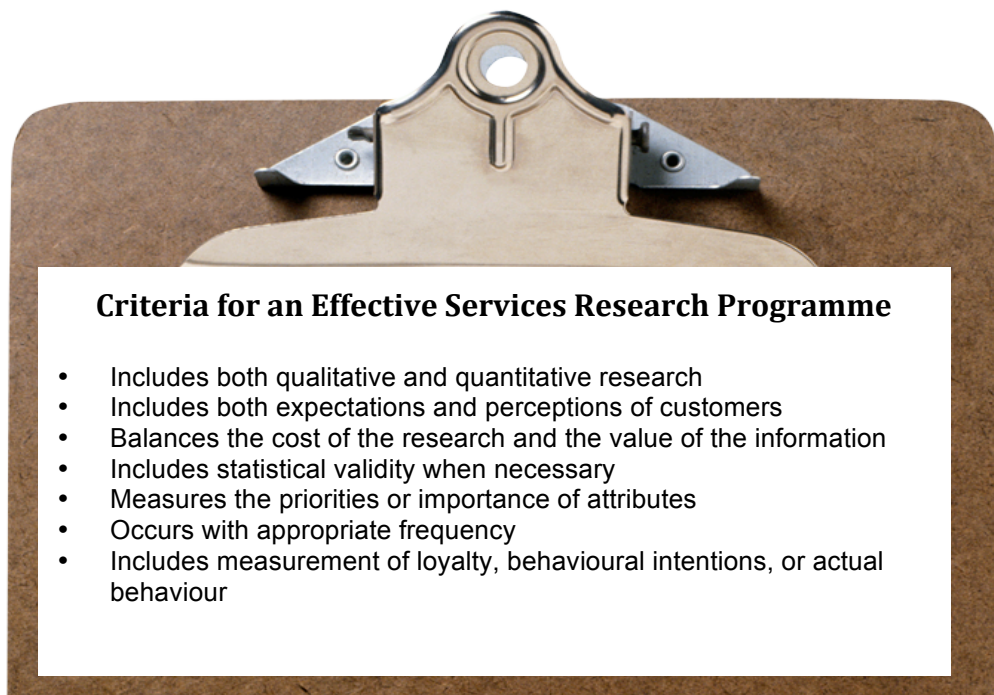 Criteria for an Effective Services Research Programme
• Includes both qualitative and quantitative research
• Includes both expectations and perceptions of customers
• Balances the cost of the research and the value of the information
• Includes statistical validity when necessary
• Measures the priorities or importance of attributes
• Occurs with appropriate frequency
• Includes measurement of loyalty, behavioural intentions, or actual
behaviour